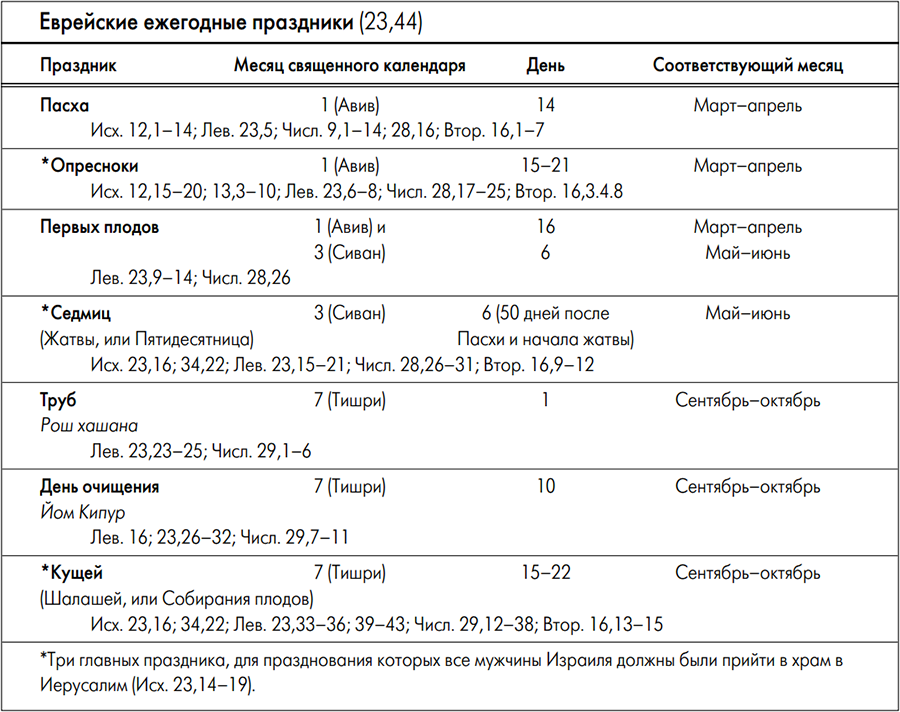 Еврейские ежегодные праздники (23,44)
Праздник Месяц священного календаря День Соответствующий месяц
Пасха 1 (Авив) 14 Март–апрель
Исх. 12,1–14; Лев. 23,5; Числ. 9,1–14; 28,16; Втор. 16,1–7
*Опресноки 1 (Авив) 15–21 Март–апрель
Исх. 12,15–20; 13,3–10; Лев. 23,6–8; Числ. 28,17–25; Втор. 16,3.4.8
Первых плодов 1 (Авив) и 16 Март–апрель
3 (Сиван) 6 Май–июнь
Лев. 23,9–14; Числ. 28,26
*Седмиц 3 (Сиван) 6 (50 дней после Май–июнь
(Жатвы, или Пятидесятница) Пасхи и начала жатвы)
Исх. 23,16; 34,22; Лев. 23,15–21; Числ. 28,26–31; Втор. 16,9–12
Труб 7 (Тишри) 1 Сентябрь–октябрь
Рош хашана
Лев. 23,23–25; Числ. 29,1–6
День очищения 7 (Тишри) 10 Сентябрь–октябрь
Йом Кипур
Лев. 16; 23,26–32; Числ. 29,7–11
*Кущей 7 (Тишри) 15–22 Сентябрь–октябрь
(Шалашей, или Собирания плодов)
Исх. 23,16; 34,22; Лев. 23,33–36; 39–43; Числ. 29,12–38; Втор. 16,13–15
*Три главных праздника, для празднования которых все мужчины Израиля должны были прийти в храм в
Иерусалим (Исх. 23,14–19).